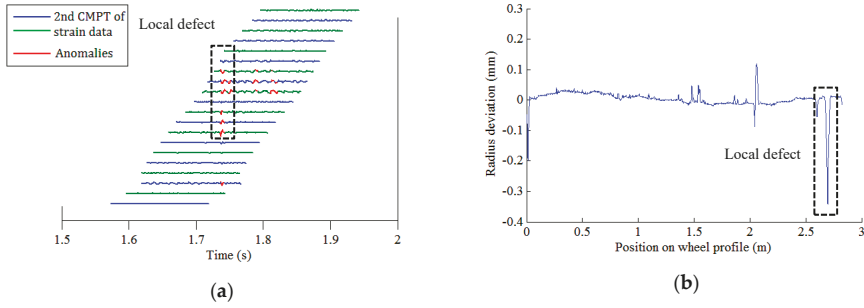 2nd CMPT of
strain data
Anomalies
Local defect
1.5
1.6
1.7
1.8
1.9
2
Time (s)
(a)
Radius deviation (mm)
0.3
0.2
0.1
0
-0.1
-0.2
-0.3
-0.4
Local defect
0
0.5
1
1.5
2
2.5
3
Position on wheel profile (m)
(b)